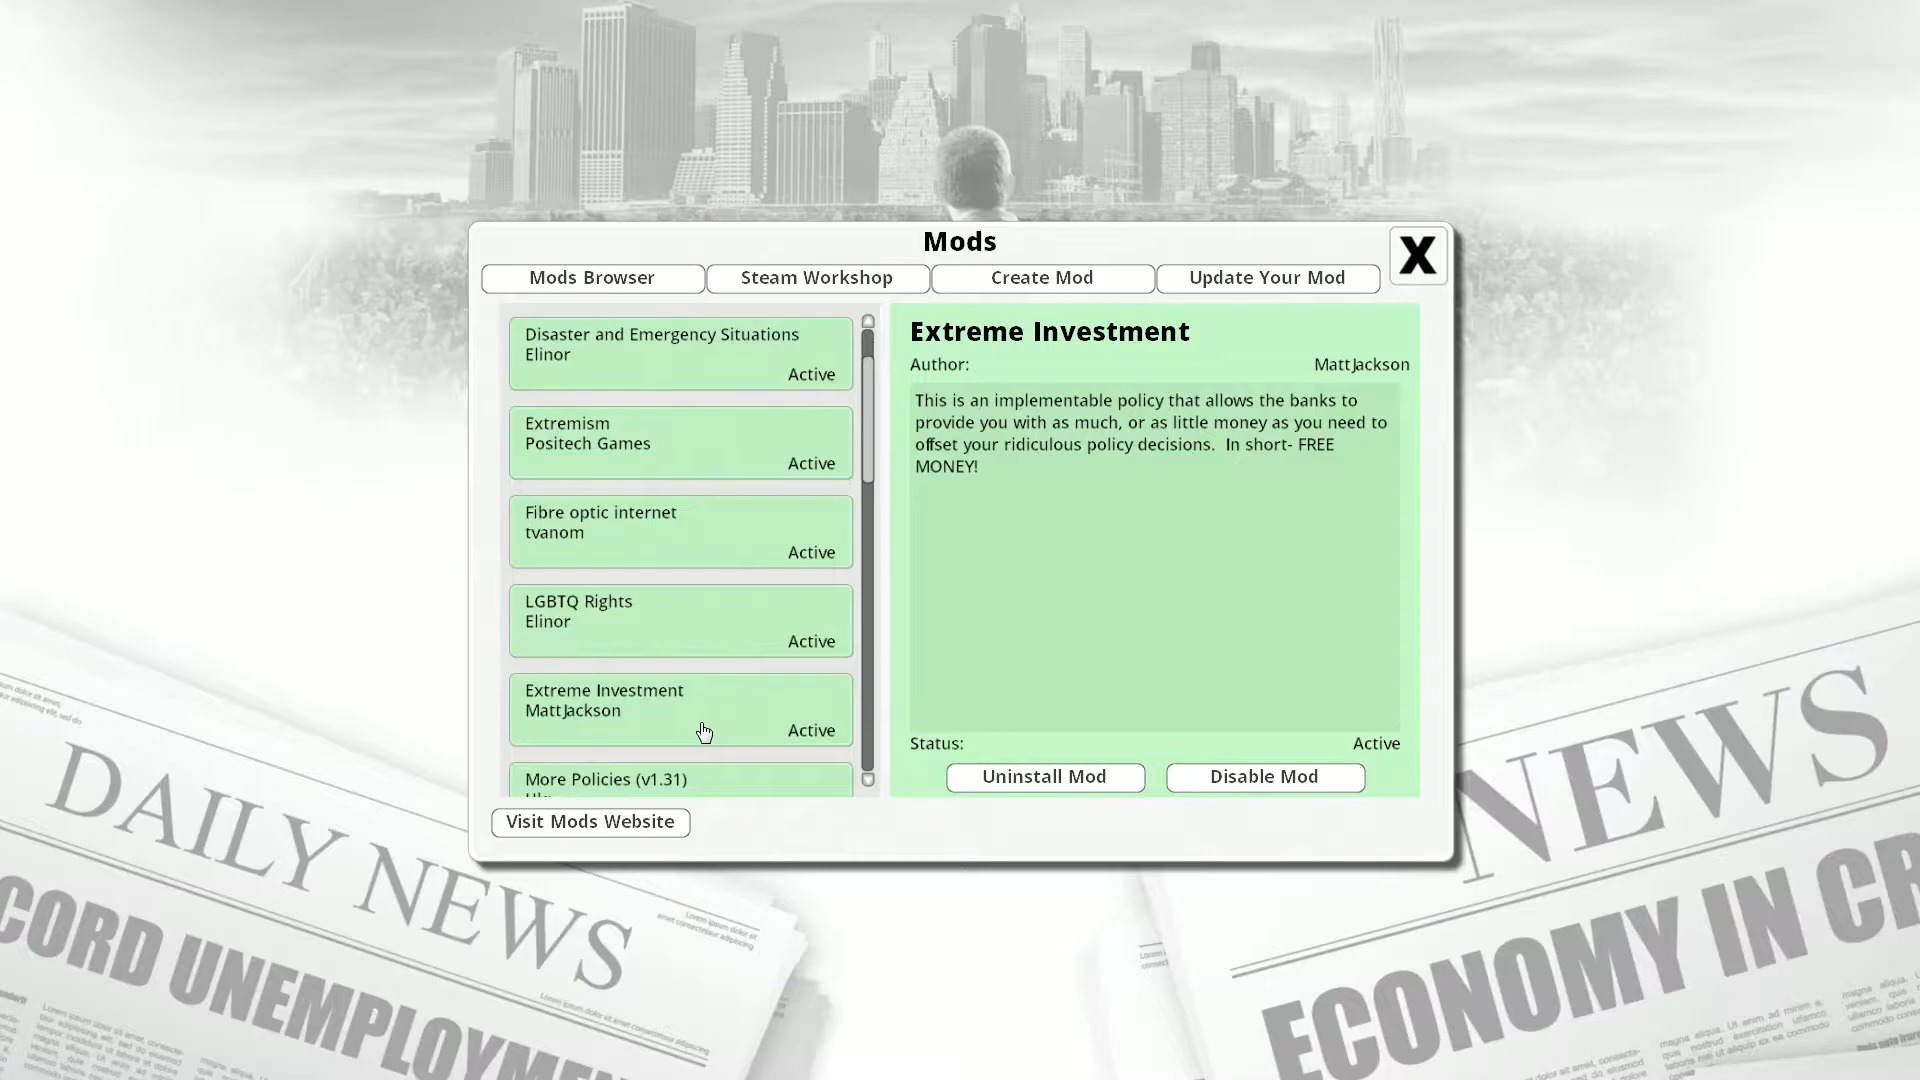 Mods
X
Mods Browser
Steam Workshop
Create Mod
Update Your Mod
Disaster and Emergency Situations
Elinor
Active
Extremism
Positech Games
Active
Fibre optic internet
tvanom
Active
LGBTQ Rights
Elinor
Active
Extreme Investment
MattJackson
Active
More Policies (v1.31)
Extreme Investment
Author:
MattJackson
This is an implementable policy that allows the banks to
provide you with as much, or as little money as you need to
offset your ridiculous policy decisions.  In short- FREE
MONEY!
Status:
Active
Uninstall Mod
Disable Mod
Visit Mods Website
DAILY NEWS
CORD UNEMPLOYME
NEWS
ECONOMY IN CR